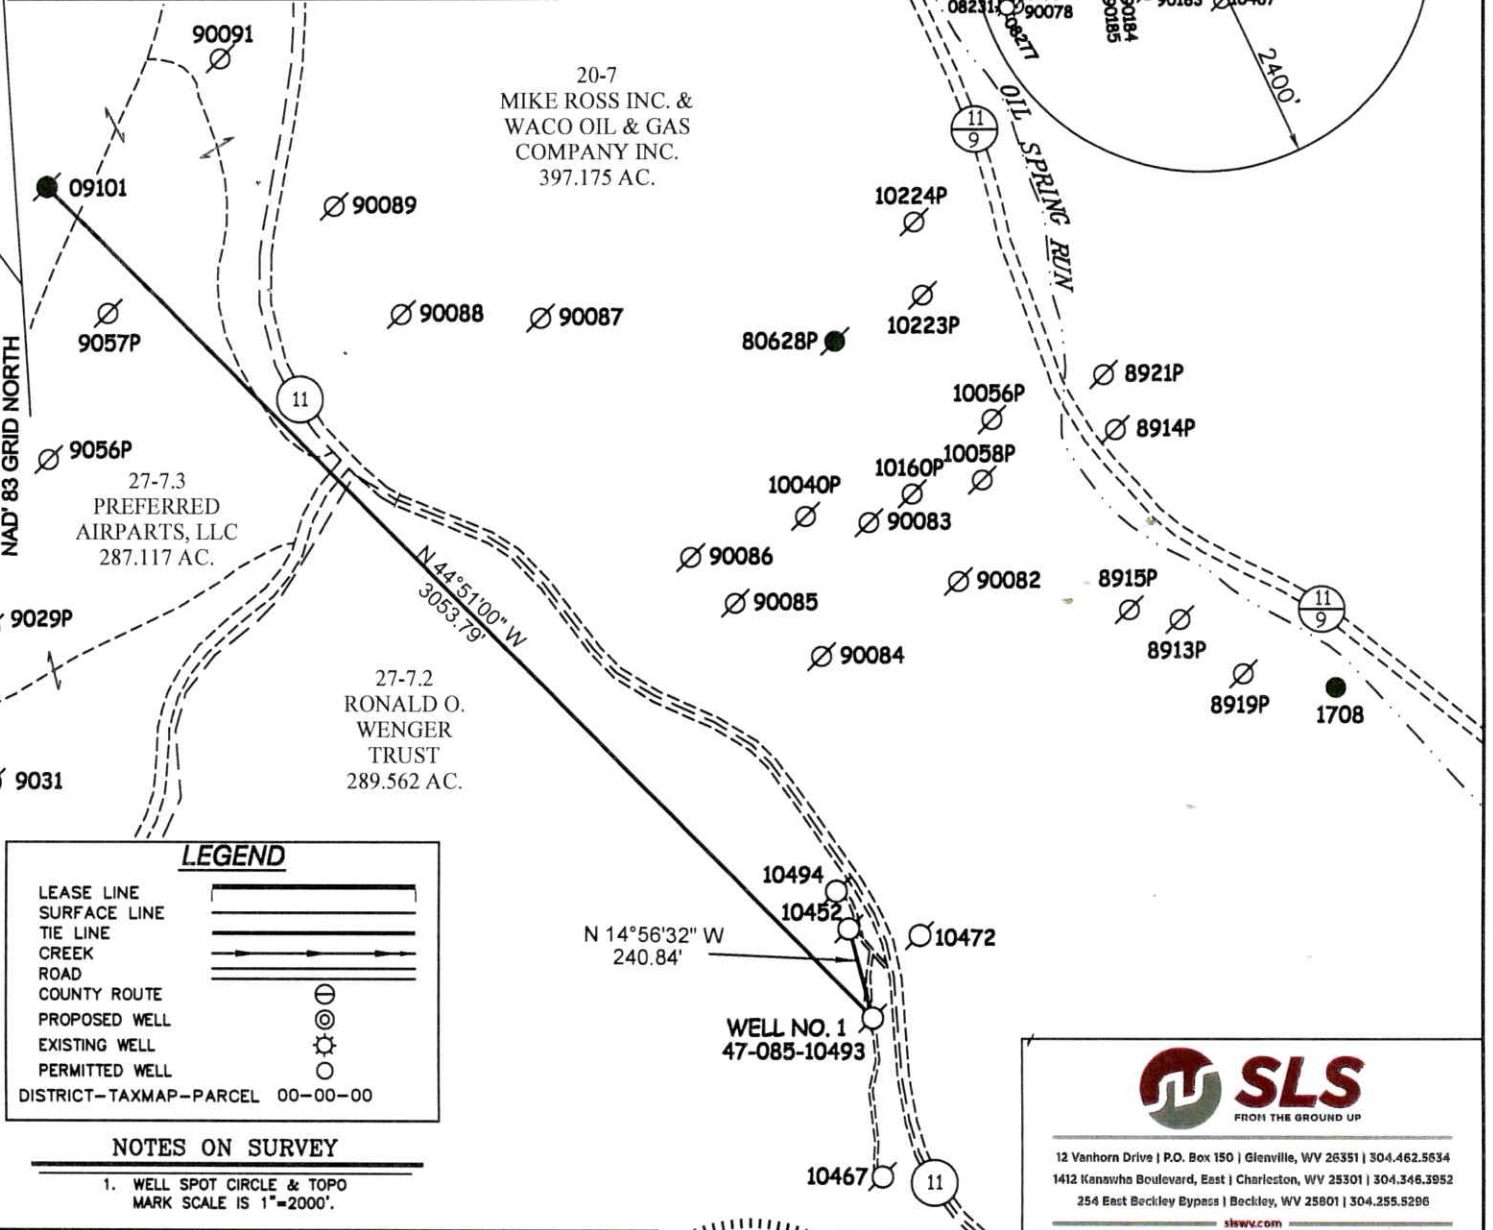 90091
08231
90078
08277
90185
90184
90183
10467
2400'
20-7
MIKE ROSS INC. &
WACO OIL & GAS
COMPANY INC.
397.175 AC.
11
9
OIL SPRING RUN
09101
90089
10224P
9057P
90088
90087
80628P
10223P
NAD' 83 GRID NORTH
11
8921P
10056P
8914P
9056P
10058P
10160P
10040P
90083
27-7.3
PREFERRED
AIRPARTS, LLC
287.117 AC.
N 44°51'00" W
3053.79'
90086
90082
8915P
90085
11
9
9029P
8913P
90084
8919P
1708
27-7.2
RONALD O.
WENGER
TRUST
289.562 AC.
9031
LEGEND
LEASE LINE
SURFACE LINE
TIE LINE
CREEK
ROAD
COUNTY ROUTE
PROPOSED WELL
EXISTING WELL
PERMITTED WELL
DISTRICT-TAXMAP-PARCEL 00-00-00
10494
10452
10472
N 14°56'32" W
240.84'
WELL NO. 1
47-085-10493
10467
11
NOTES ON SURVEY
1. WELL SPOT CIRCLE & TOPO
MARK SCALE IS 1"=2000'.
SLS
FROM THE GROUND UP
12 Vanhorn Drive | P.O. Box 150 | Glenville, WV 26351 | 304.462.5634
1412 Kanawha Boulevard, East | Charleston, WV 25301 | 304.346.3952
254 East Beckley Bypass | Beckley, WV 25801 | 304.255.5296
slswv.com